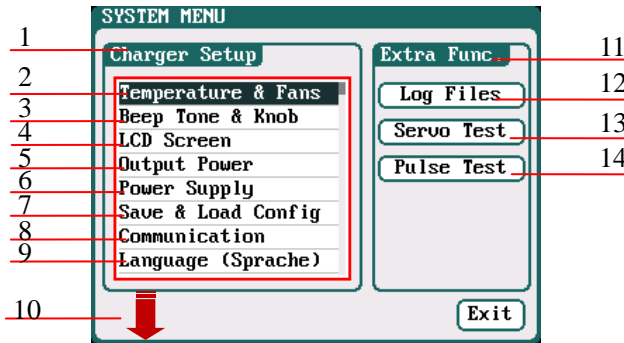 SYSTEM MENU
1
Charger Setup
2
Temperature & Fans
3
Beep Tone & Knob
4
LCD Screen
5
Output Power
6
Power Supply
7
Save & Load Config
8
Communication
9
Language (Sprache)
10
Extra Func.
11
Log Files
12
Servo Test
13
Pulse Test
14
Exit